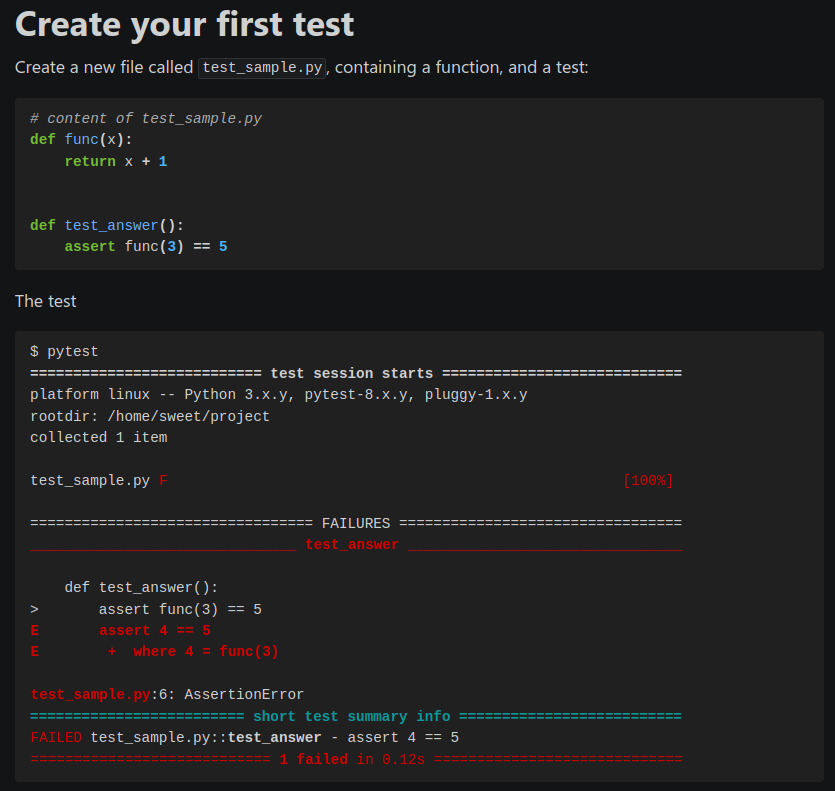 Create your first test
Create a new file called test_sample.py, containing a function, and a test:
# content of test_sample.py
def func(x):
    return x + 1
def test_answer():
    assert func(3) == 5
The test
$ pytest
=========================== test session starts ============================
platform linux -- Python 3.x.y, pytest-8.x.y, pluggy-1.x.y
rootdir: /home/sweet/project
collected 1 item
test_sample.py F                                                     [100%]
================================= FAILURES =================================
_______________________________ test_answer ________________________________
    def test_answer():
>       assert func(3) == 5
E       assert 4 == 5
E        +  where 4 = func(3)
test_sample.py:6: AssertionError
========================= short test summary info ==========================
FAILED test_sample.py::test_answer - assert 4 == 5
============================ 1 failed in 0.12s =============================